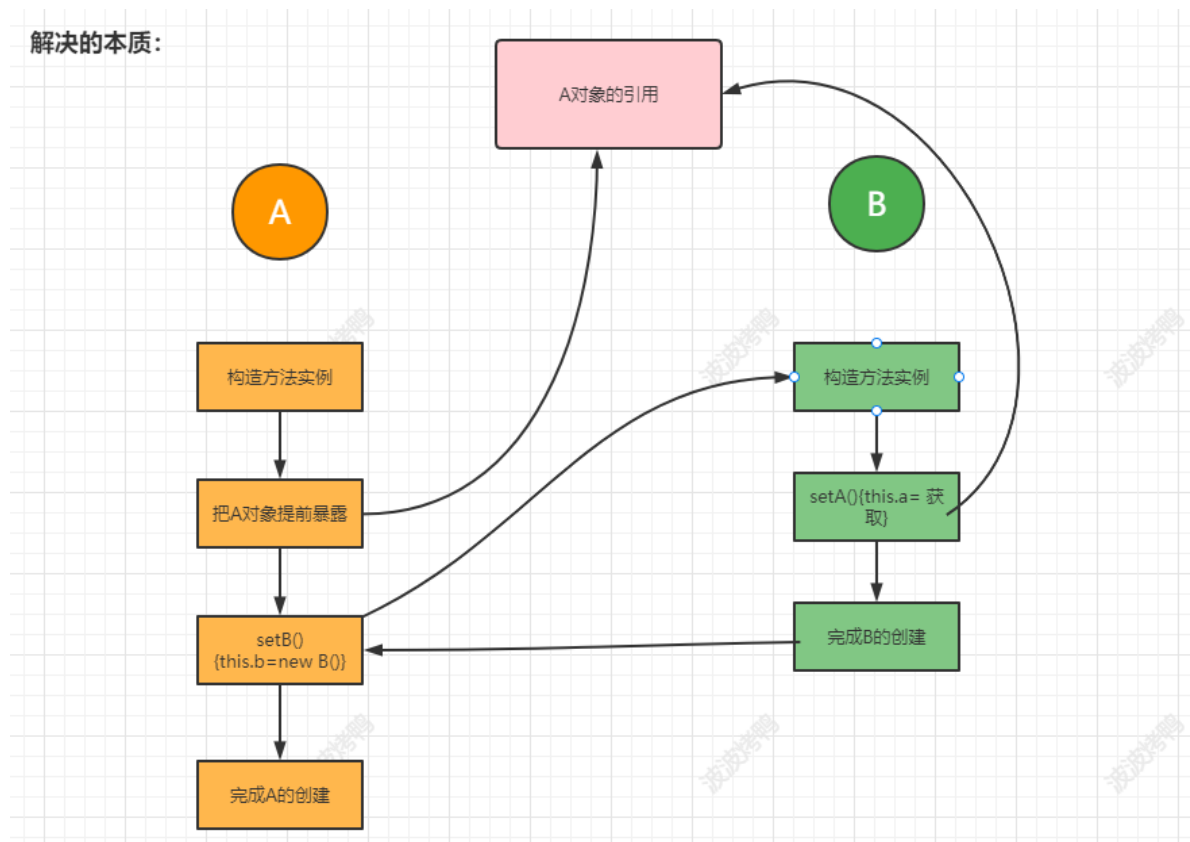 解决的本质：
A对象的引用
A
B
构造方法实例
构造方法实例
把A对象提前暴露
setA(){this.a= 获
取}
setB()
{this.b=new B()}
完成B的创建
完成A的创建
波波烤鸭
波波烤鸭
波波烤鸭
波波烤鸭